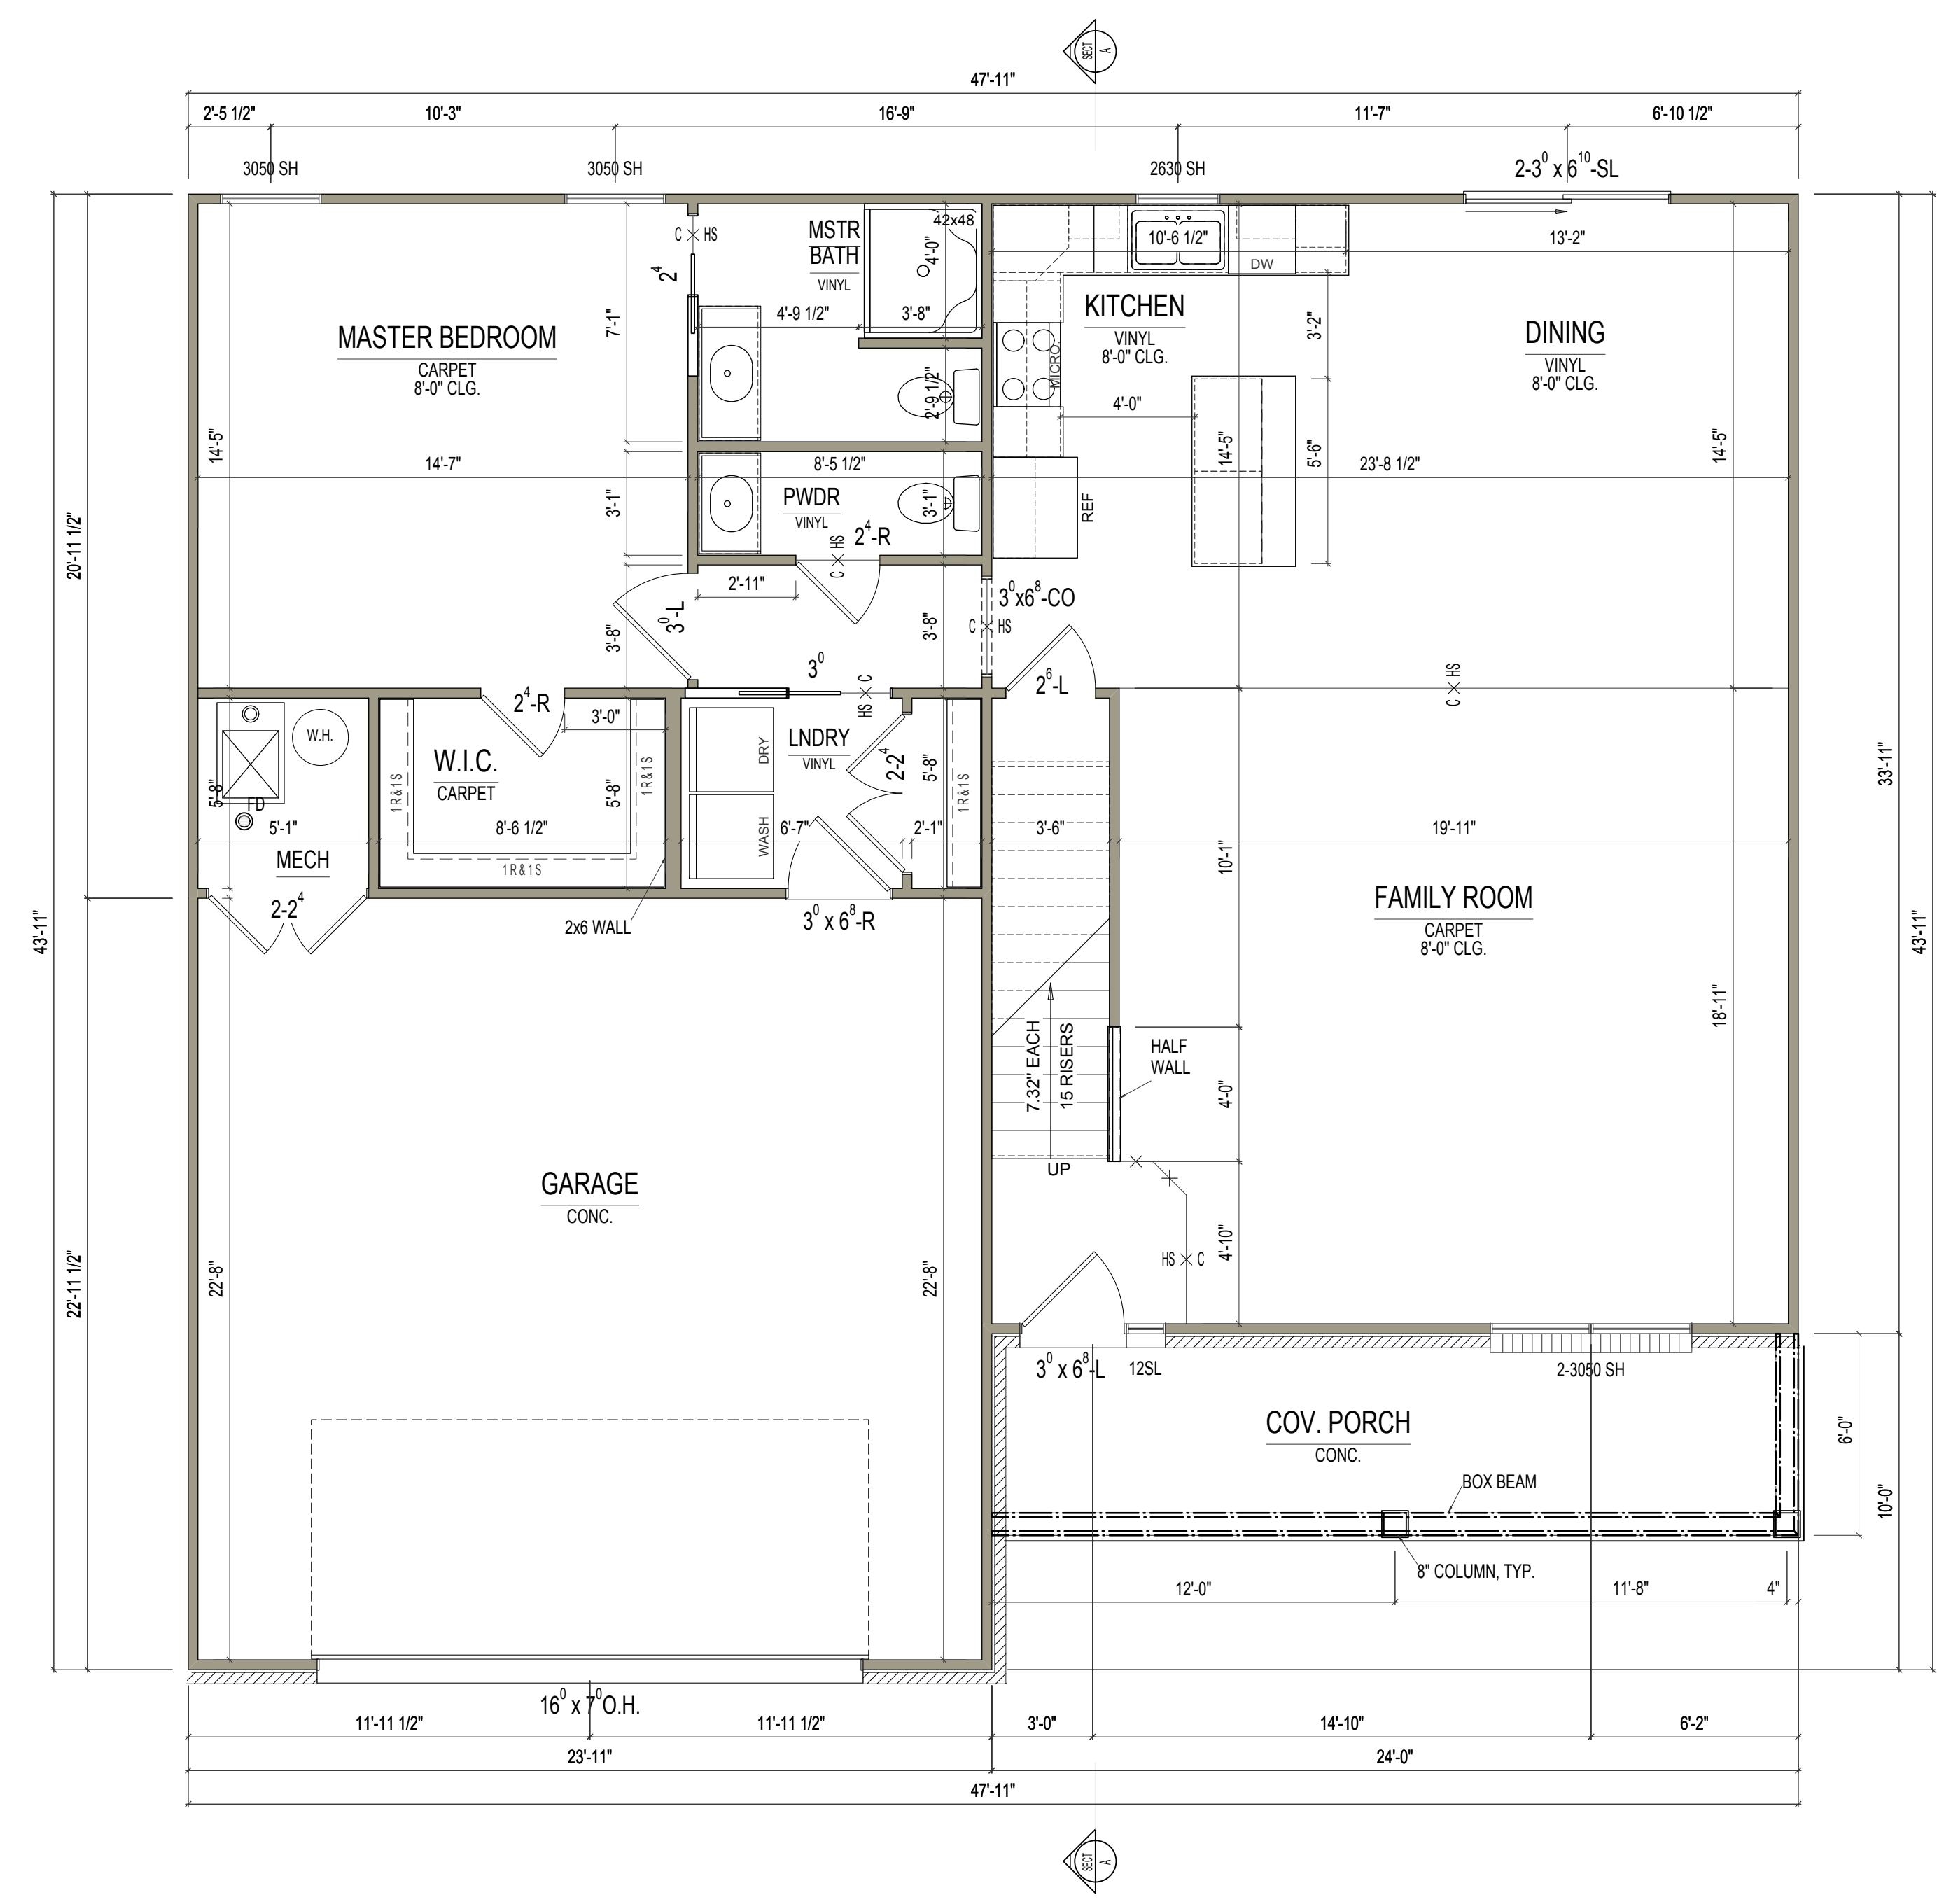 SECT
A
47'-11"
2'-5 1/2"
10'-3"
16'-9"
11'-7"
6'-10 1/2"
3050 SH
3050 SH
2630 SH
2-3⁰ x 6¹⁰-SL
C HS
MSTR
BATH
VINYL
42x48
4'-0"
10'-6 1/2"
DW
13'-2"
2⁴
7'-1"
4'-9 1/2"
3'-8"
MASTER BEDROOM
CARPET
8'-0" CLG.
KITCHEN
VINYL
8'-0" CLG.
MICRO.
3'-2"
DINING
VINYL
8'-0" CLG.
2'-9 1/2"
4'-0"
14'-5"
14'-7"
8'-5 1/2"
14'-5"
5'-6"
23'-8 1/2"
14'-5"
3'-1"
PWDR
VINYL
3'-1"
2⁴-R
HS
C
REF
20'-11 1/2"
2'-11"
3⁰-L
3'-8"
3'-8"
3⁰x6⁸-CO
C HS
3⁰
C
HS
2⁶-L
C HS
2⁴-R
3'-0"
W.H.
FD
5'-8"
5'-1"
MECH
2-2⁴
W.I.C.
CARPET
1R&1S
1R&1S
5'-8"
8'-6 1/2"
1R&1S
DRY
WASH
LNDRY
VINYL
2-2⁴
5'-8"
1R&1S
6'-7"
2'-1"
3'-6"
10'-1"
19'-11"
33'-11"
2x6 WALL
3⁰ x 6⁸-R
FAMILY ROOM
CARPET
8'-0" CLG.
43'-11"
43'-11"
18'-11"
7.32" EACH
15 RISERS
UP
HALF
WALL
4'-0"
4'-10"
HS C
GARAGE
CONC.
22'-8"
22'-8"
22'-11 1/2"
3⁰ x 6⁸-L
12SL
2-3050 SH
COV. PORCH
CONC.
BOX BEAM
6'-0"
10'-0"
8" COLUMN, TYP.
12'-0"
11'-8"
4"
16⁰ x 7⁰ O.H.
11'-11 1/2"
11'-11 1/2"
3'-0"
14'-10"
6'-2"
23'-11"
24'-0"
47'-11"
SECT
A